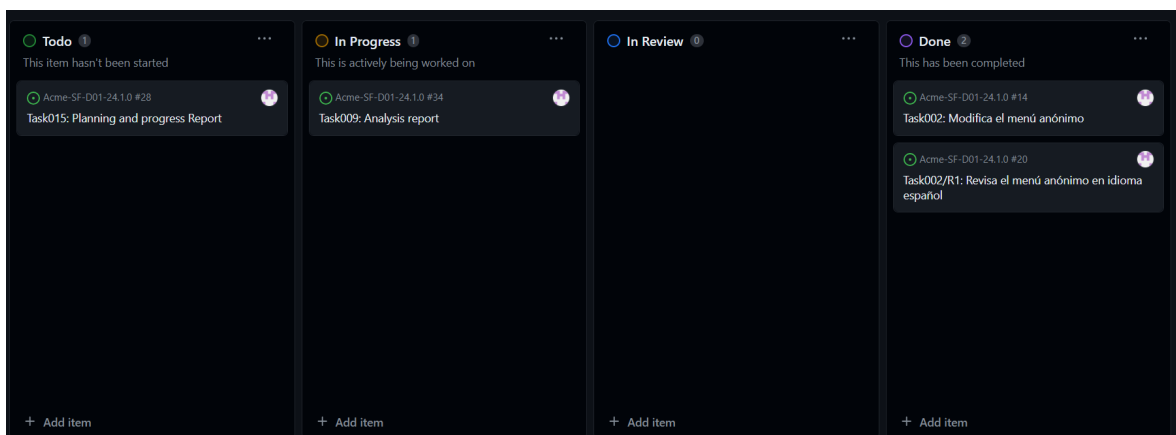 Todo 1
This item hasn't been started
Acme-SF-D01-24.1.0 #28
Task015: Planning and progress Report
+ Add item
In Progress 1
This is actively being worked on
Acme-SF-D01-24.1.0 #34
Task009: Analysis report
+ Add item
In Review 0
+ Add item
Done 2
This has been completed
Acme-SF-D01-24.1.0 #14
Task002: Modifica el menú anónimo
Acme-SF-D01-24.1.0 #20
Task002/R1: Revisa el menú anónimo en idioma
español
+ Add item